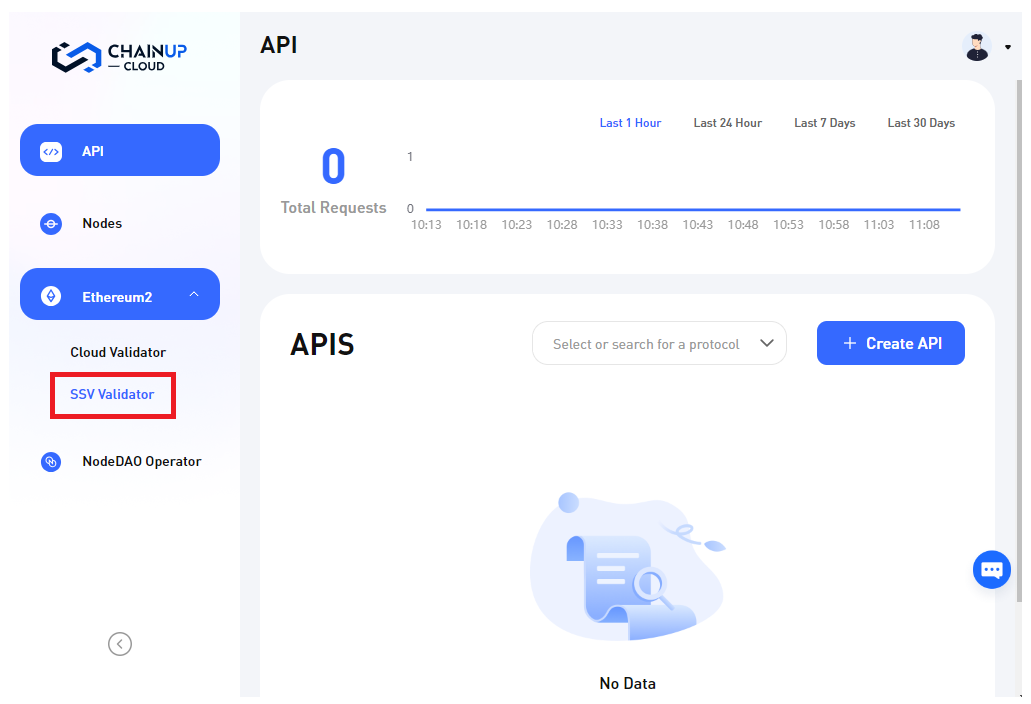 CHAINUP
CLOUD
API
API
Nodes
Ethereum2
Cloud Validator
SSV Validator
NodeDAO Operator
Last 1 Hour Last 24 Hour Last 7 Days Last 30 Days
0
Total Requests
1
0
10:13 10:18 10:23 10:28 10:33 10:38 10:43 10:48 10:53 10:58 11:03 11:08
APIS
Select or search for a protocol
+ Create API
No Data